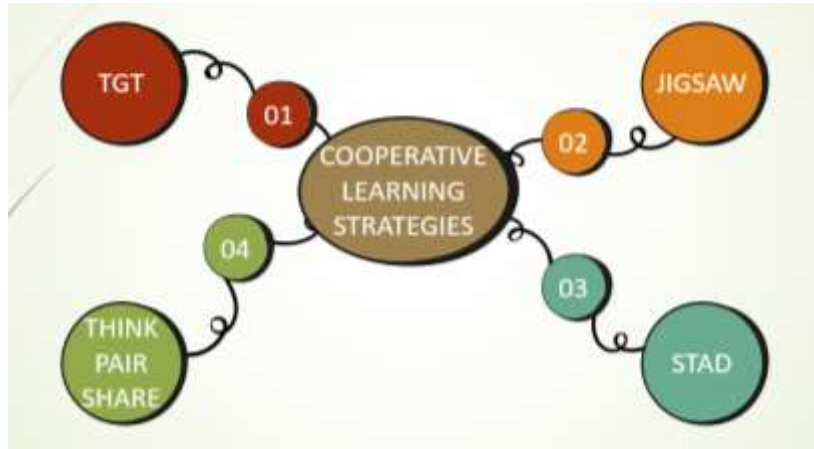 TGT
01
COOPERATIVE
LEARNING
STRATEGIES
02
JIGSAW
03
STAD
04
THINK
PAIR
SHARE